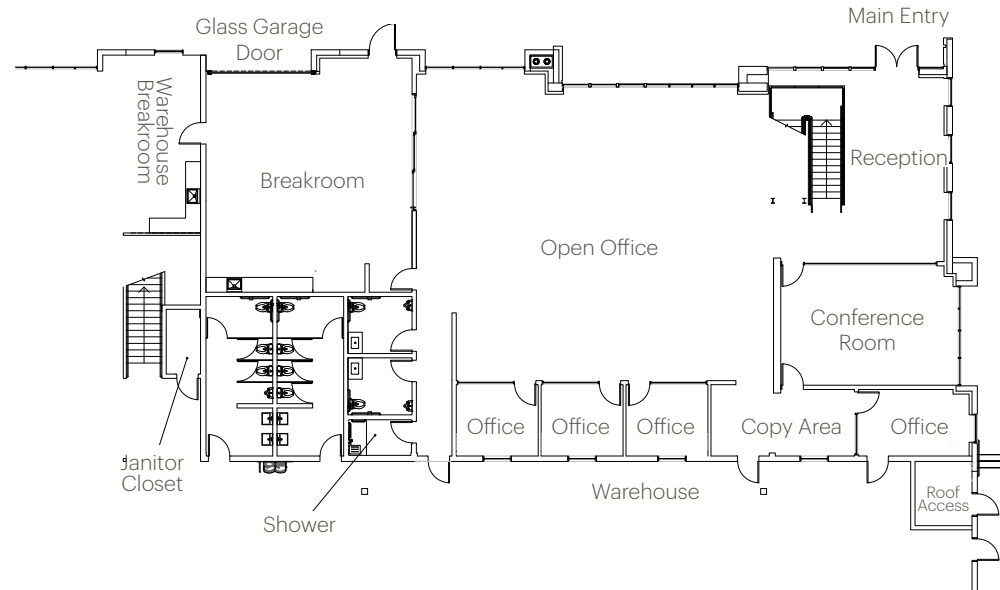 Main Entry
Glass Garage
Door
Warehouse
Breakroom
Breakroom
Reception
Open Office
Conference
Room
Office
Office
Office
Copy Area
Office
Janitor
Closet
Shower
Warehouse
Roof
Access